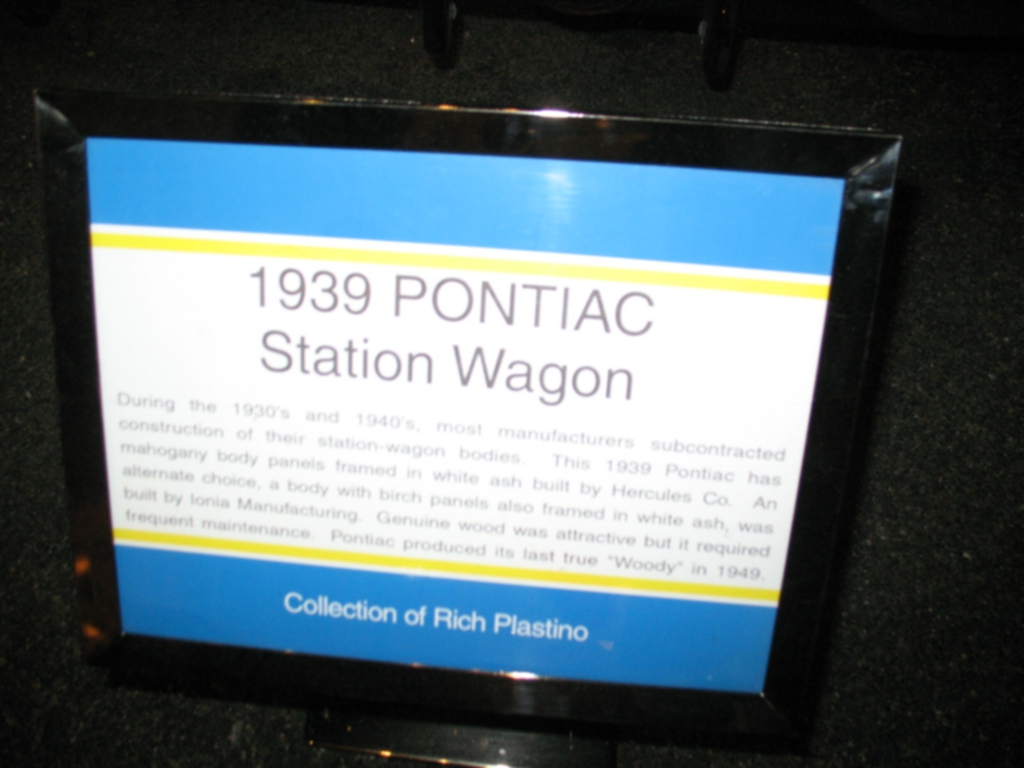 1939 PONTIAC
Station Wagon
During the 1930's and 1940's, most manufacturers subcontracted
construction of their station-wagon bodies. This 1939 Pontiac has
mahogany body panels framed in white ash built by Hercules Co. An
alternate choice, a body with birch panels also framed in white ash, was
built by Ionia Manufacturing. Genuine wood was attractive but it required
frequent maintenance. Pontiac produced its last true "Woody" in 1949.
Collection of Rich Plastino